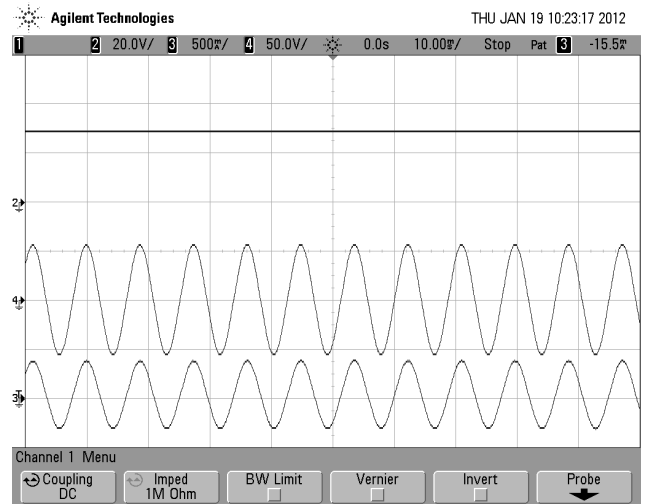 Agilent Technologies THU JAN 19 10:23:17 2012
1 2 20.0V/ 3 500㎷/ 4 50.0V/ 0.0s 10.00㎳/ Stop Pat 3 -15.5㎷
2
4
3
Channel 1 Menu
Coupling Imped BW Limit Vernier Invert Probe
DC 1M Ohm